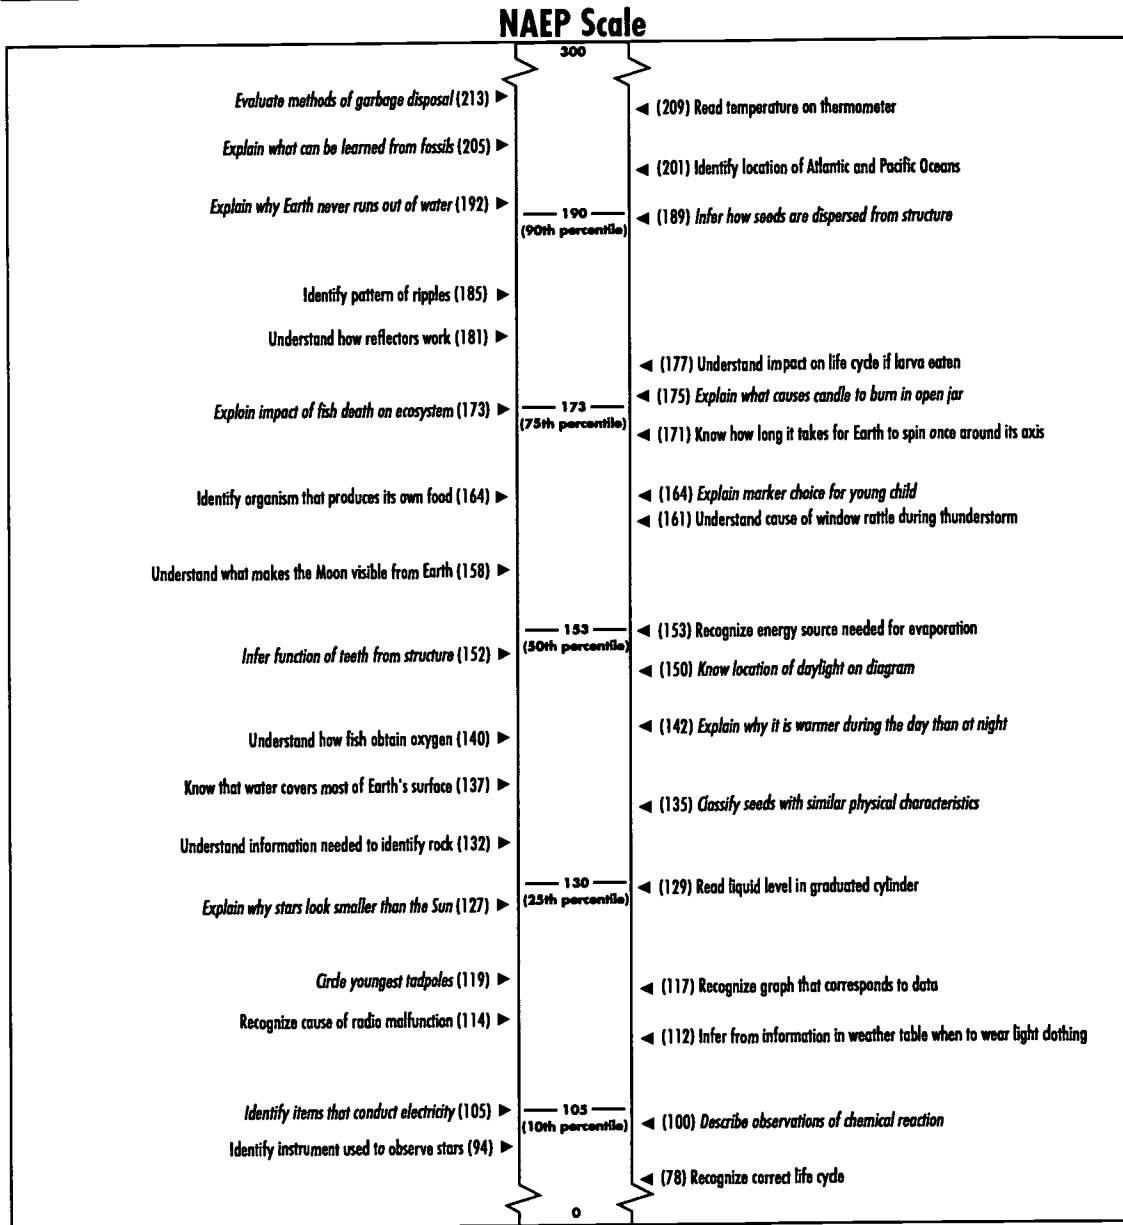 NAEP Scale
300
Evaluate methods of garbage disposal (213) ►
◄ (209) Read temperature on thermometer
Explain what can be learned from fossils (205) ►
◄ (201) Identify location of Atlantic and Pacific Oceans
Explain why Earth never runs out of water (192) ►
190
(90th percentile)
◄ (189) Infer how seeds are dispersed from structure
Identify pattern of ripples (185) ►
Understand how reflectors work (181) ►
◄ (177) Understand impact on life cycle if larva eaten
◄ (175) Explain what causes candle to burn in open jar
Explain impact of fish death on ecosystem (173) ►
173
(75th percentile)
◄ (171) Know how long it takes for Earth to spin once around its axis
Identify organism that produces its own food (164) ►
◄ (164) Explain marker choice for young child
◄ (161) Understand cause of window rattle during thunderstorm
Understand what makes the Moon visible from Earth (158) ►
153
(50th percentile)
◄ (153) Recognize energy source needed for evaporation
Infer function of teeth from structure (152) ►
◄ (150) Know location of daylight on diagram
◄ (142) Explain why it is warmer during the day than at night
Understand how fish obtain oxygen (140) ►
Know that water covers most of Earth's surface (137) ►
◄ (135) Classify seeds with similar physical characteristics
Understand information needed to identify rock (132) ►
130
(25th percentile)
◄ (129) Read liquid level in graduated cylinder
Explain why stars look smaller than the Sun (127) ►
Circle youngest tadpoles (119) ►
◄ (117) Recognize graph that corresponds to data
Recognize cause of radio malfunction (114) ►
◄ (112) Infer from information in weather table when to wear light clothing
Identify items that conduct electricity (105) ►
105
(10th percentile)
◄ (100) Describe observations of chemical reaction
Identify instrument used to observe stars (94) ►
◄ (78) Recognize correct life cycle
0